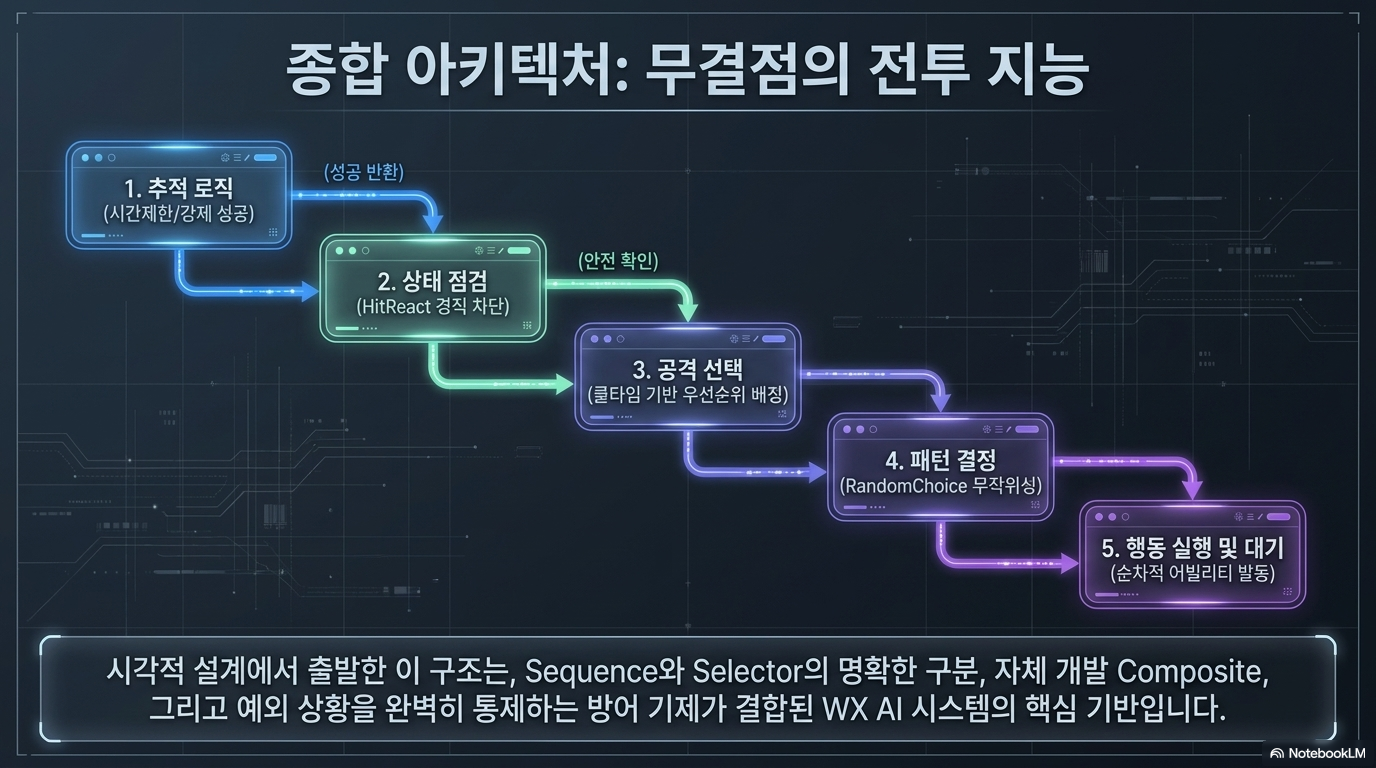 종합 아키텍처: 무결점의 전투 지능
1. 추적 로직
(시간제한/강제 성공)
(성공 반환)
2. 상태 점검
(HitReact 경직 차단)
(안전 확인)
3. 공격 선택
(쿨타임 기반 우선순위 배정)
4. 패턴 결정
(RandomChoice 무작위성)
5. 행동 실행 및 대기
(순차적 어빌리티 발동)
시각적 설계에서 출발한 이 구조는, Sequence와 Selector의 명확한 구분, 자체 개발 Composite,
그리고 예외 상황을 완벽히 통제하는 방어 기제가 결합된 WX AI 시스템의 핵심 기반입니다.
NotebookLM